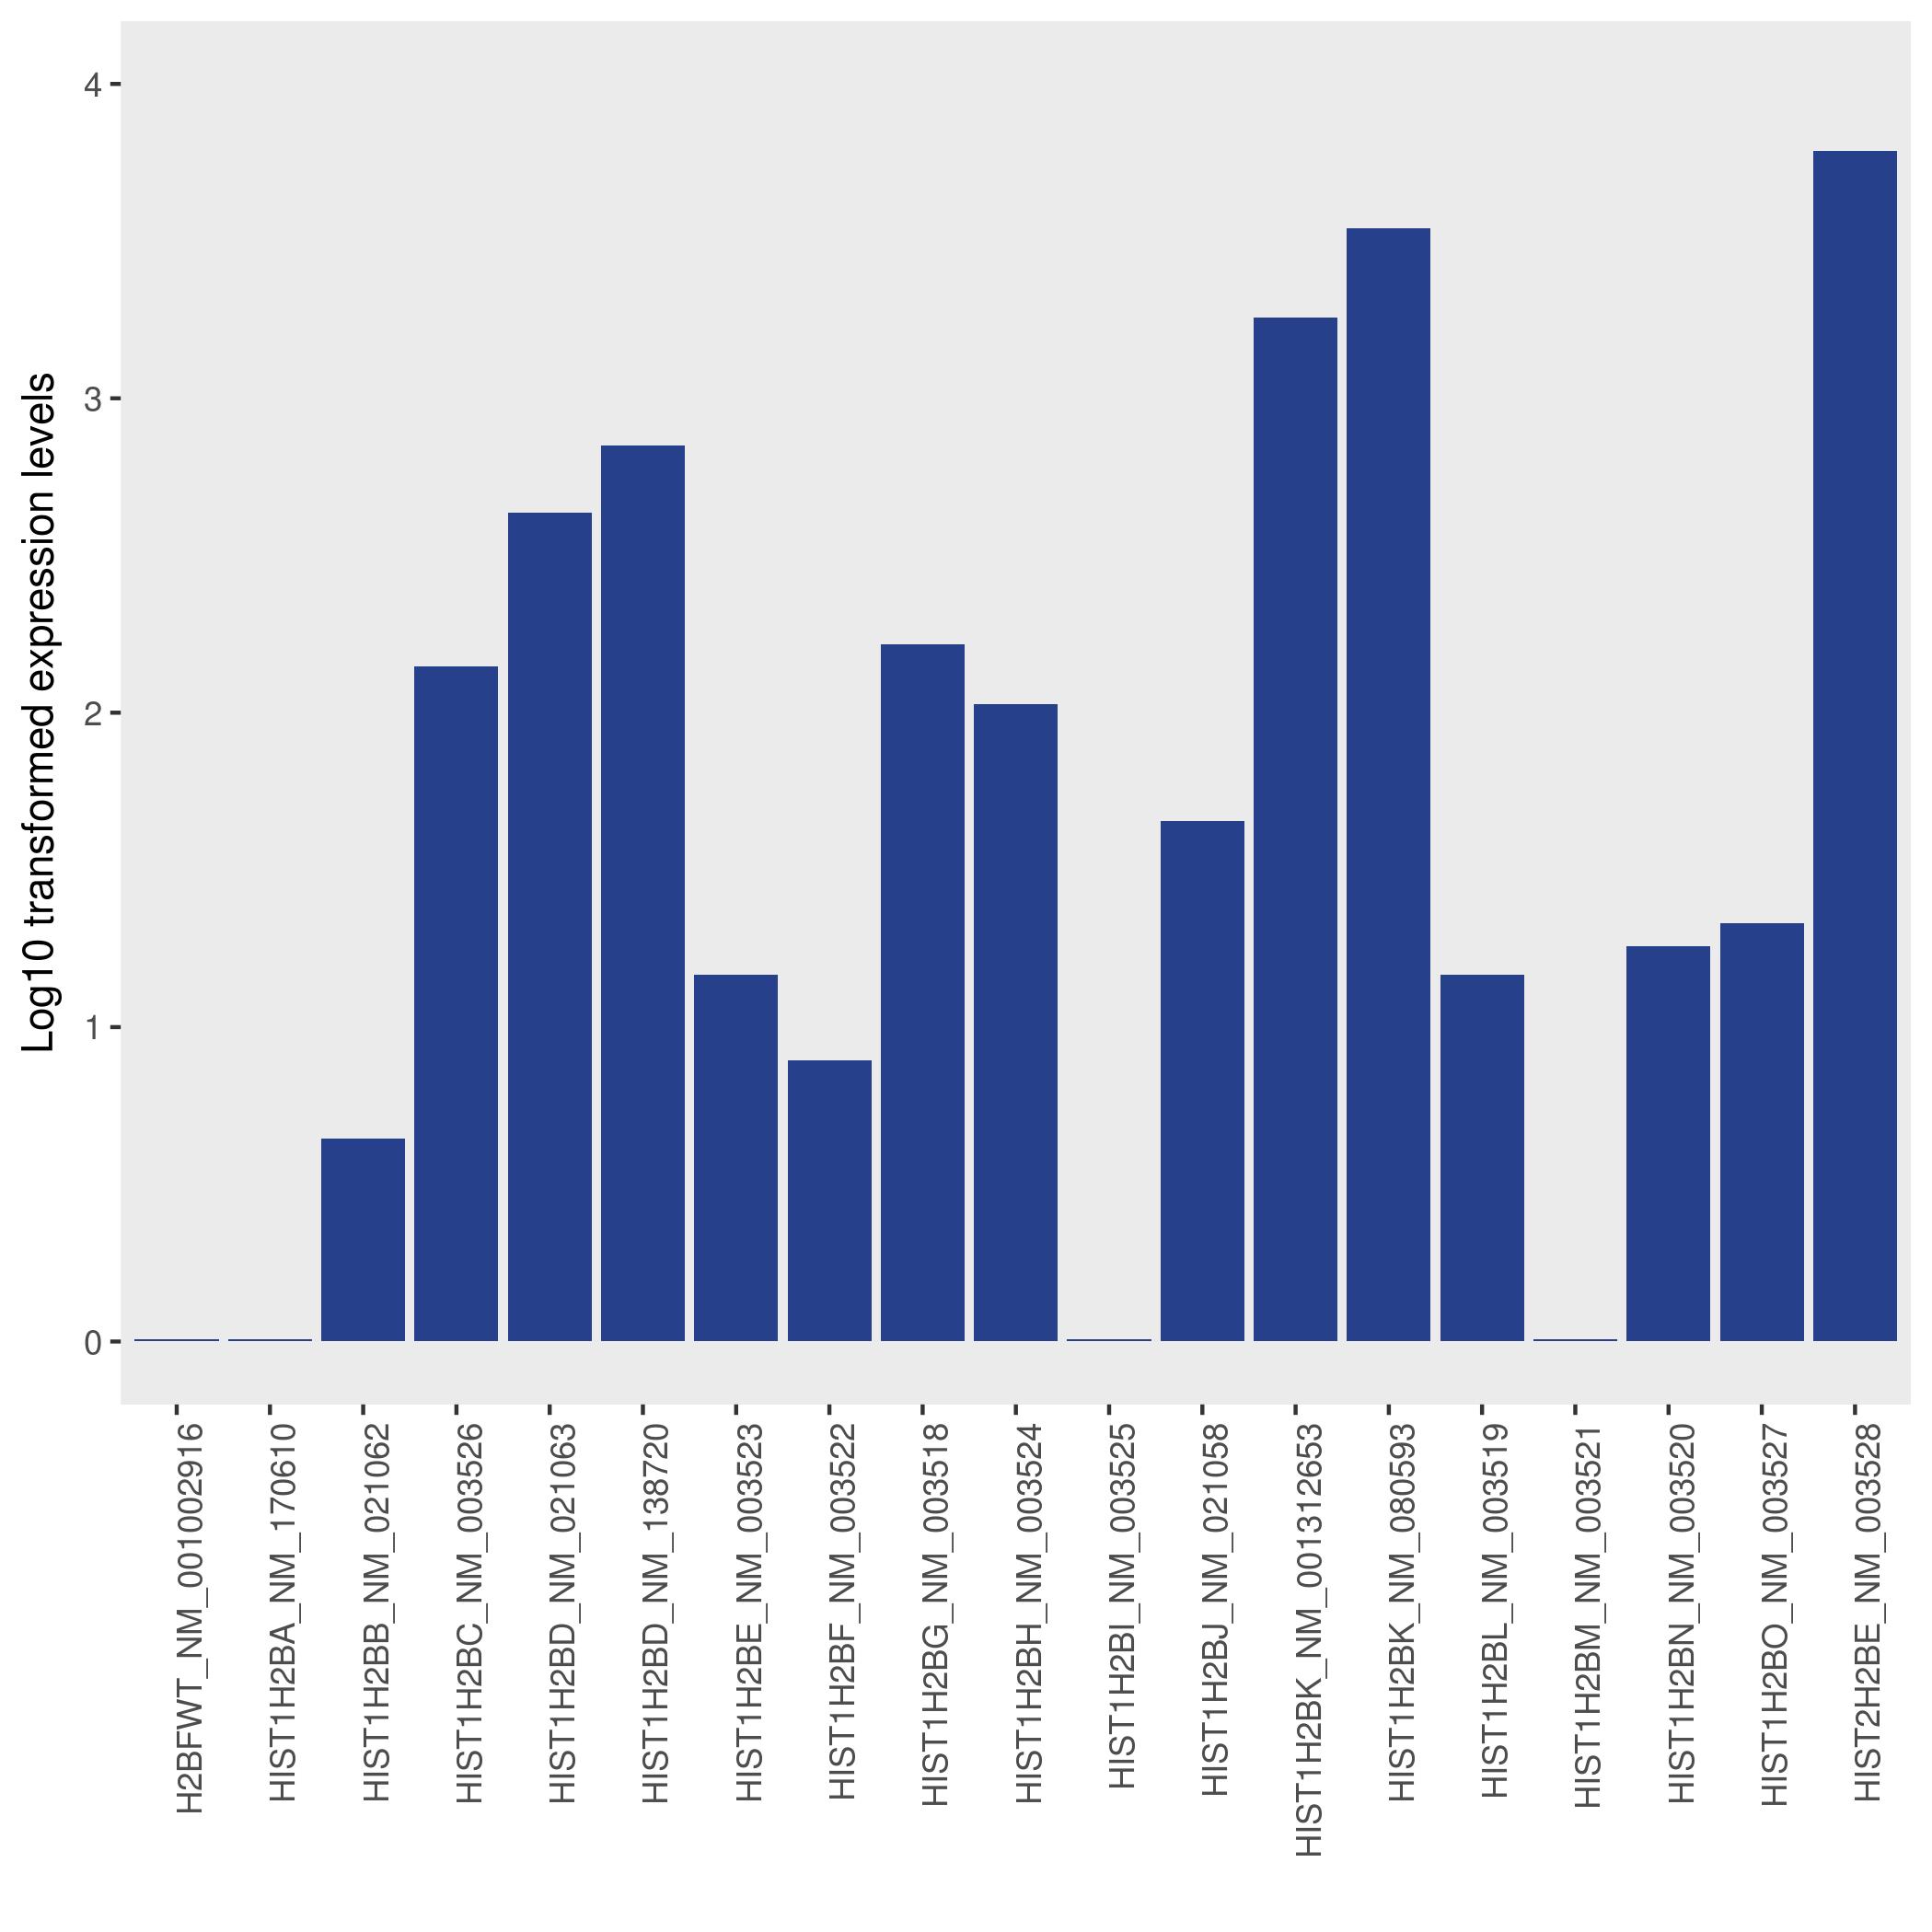 Log10 transformed expression levels
4
3
2
1
0
H2BFWT_NM_001002916
HIST1H2BA_NM_170610
HIST1H2BB_NM_021062
HIST1H2BC_NM_003526
HIST1H2BD_NM_021063
HIST1H2BD_NM_138720
HIST1H2BE_NM_003523
HIST1H2BF_NM_003522
HIST1H2BG_NM_003518
HIST1H2BH_NM_003524
HIST1H2BI_NM_003525
HIST1H2BJ_NM_021058
HIST1H2BK_NM_001312653
HIST1H2BK_NM_080593
HIST1H2BL_NM_003519
HIST1H2BM_NM_003521
HIST1H2BN_NM_003520
HIST1H2BO_NM_003527
HIST2H2BE_NM_003528